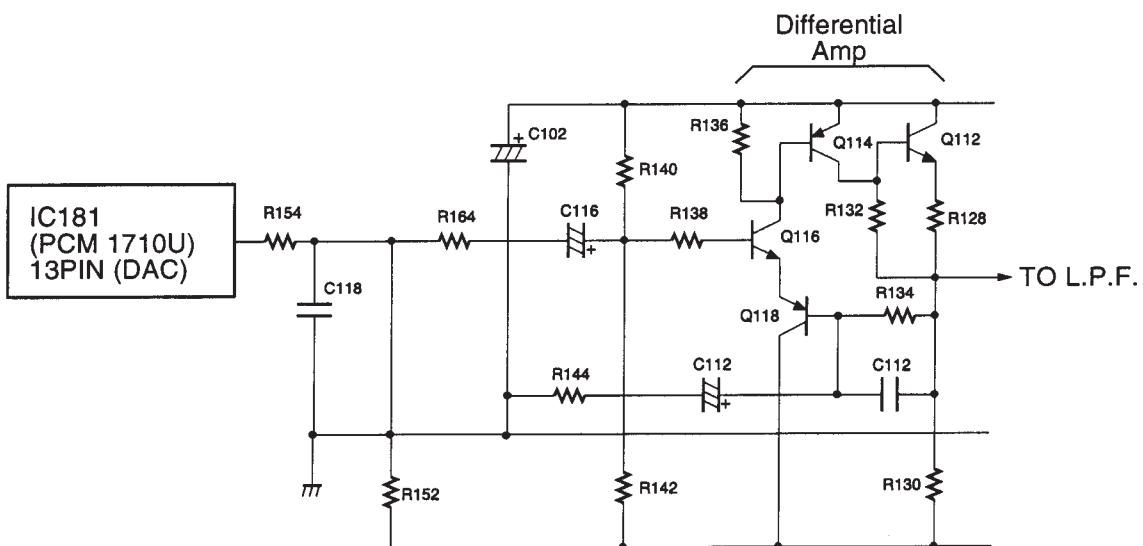 Differential
Amp
C102
R136
Q114
Q112
R140
IC181
(PCM 1710U)
13PIN (DAC)
R154
R164
C116
R138
R132
R128
Q116
TO L.P.F.
C118
Q118
R134
R144
C112
C112
R152
R142
R130